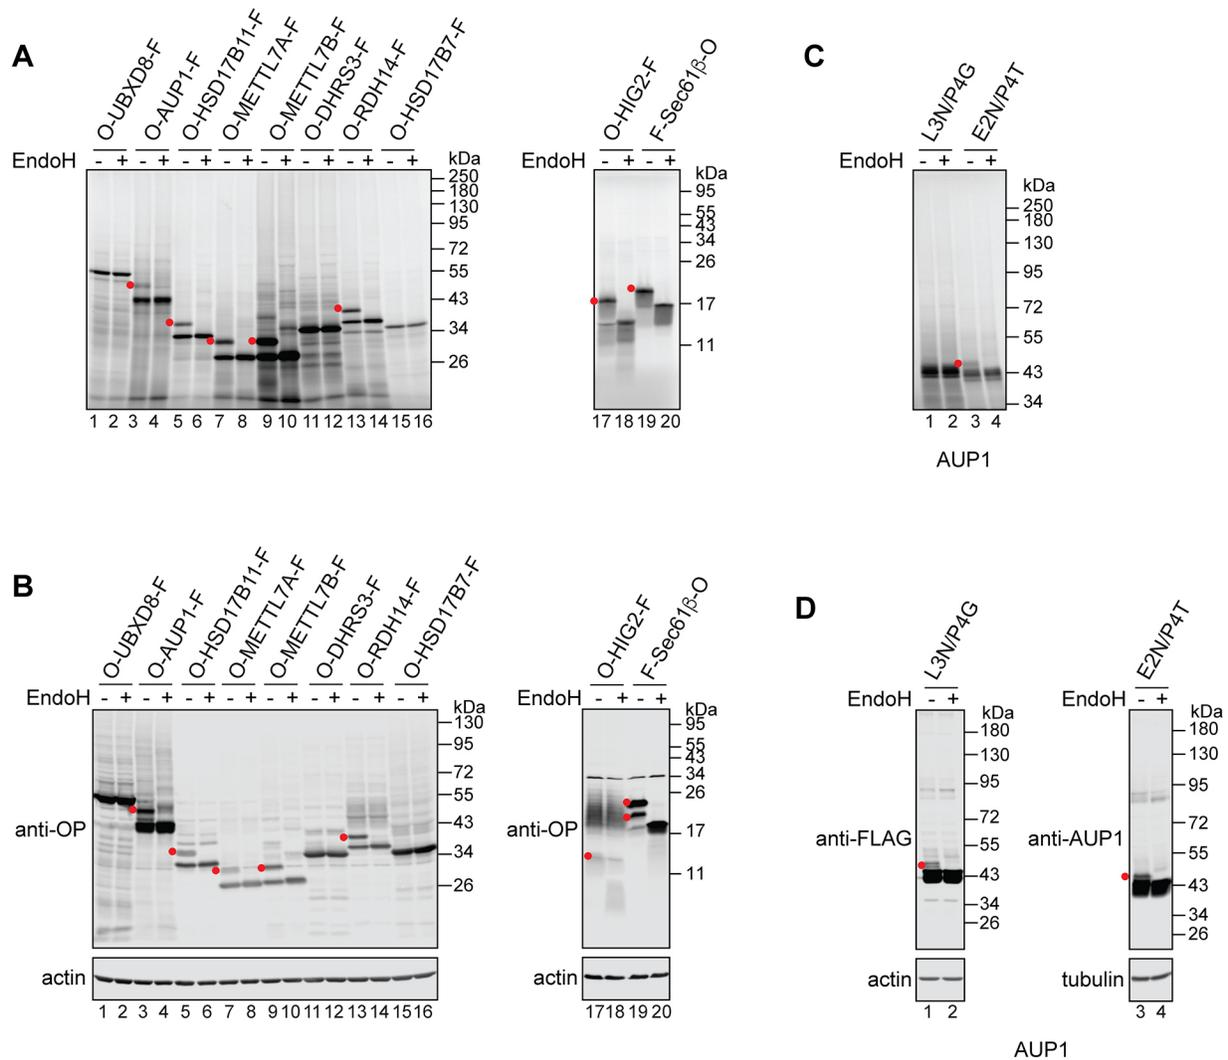 A
O-UBXD8-F
O-AUP1-F
O-HSD17B11-F
O-METTL7A-F
O-METTL7B-F
O-DHRS3-F
O-RDH14-F
O-HSD17B7-F
EndoH - + - + - + - + - + - + - + - + kDa
250
180
130
95
72
55
43
34
26
1 2 3 4 5 6 7 8 9 10 11 12 13 14 15 16
O-HIG2-F
F-Sec61β-O
EndoH - + - +
kDa
95
55
43
34
26
17
11
17 18 19 20
C
L3N/P4G
E2N/P4T
EndoH - + - +
kDa
250
180
130
95
72
55
43
34
1 2 3 4
AUP1
B
O-UBXD8-F
O-AUP1-F
O-HSD17B11-F
O-METTL7A-F
O-METTL7B-F
O-DHRS3-F
O-RDH14-F
O-HSD17B7-F
EndoH - + - + - + - + - + - + - + - +
kDa
130
95
72
55
43
34
26
anti-OP
actin
1 2 3 4 5 6 7 8 9 10 11 12 13 14 15 16
O-HIG2-F
F-Sec61β-O
EndoH - + - +
kDa
95
55
43
34
26
17
11
anti-OP
actin
17 18 19 20
D
L3N/P4G
EndoH - +
kDa
180
130
95
72
55
43
34
26
anti-FLAG
actin
1 2
E2N/P4T
EndoH - +
kDa
180
130
95
72
55
43
34
26
anti-AUP1
tubulin
3 4
AUP1